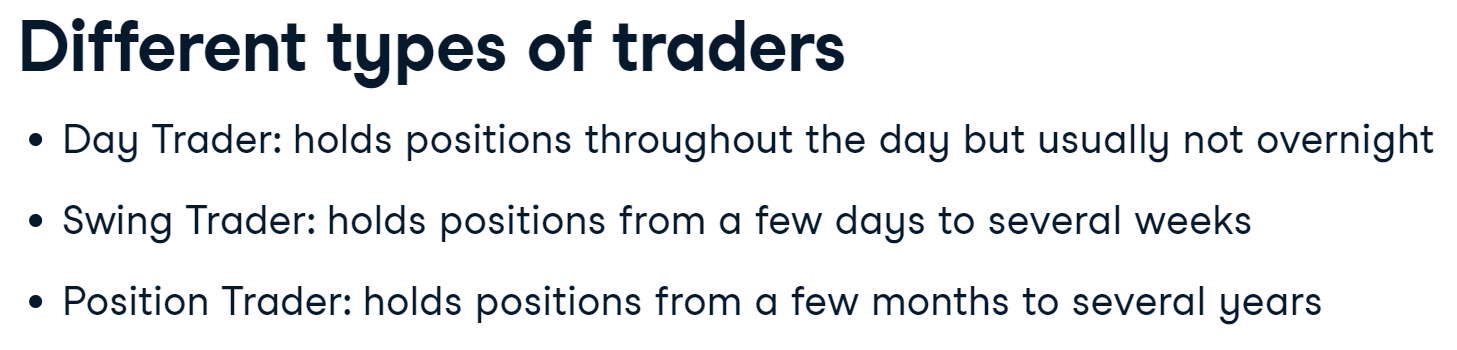 Different types of traders
• Day Trader: holds positions throughout the day but usually not overnight
• Swing Trader: holds positions from a few days to several weeks
• Position Trader: holds positions from a few months to several years